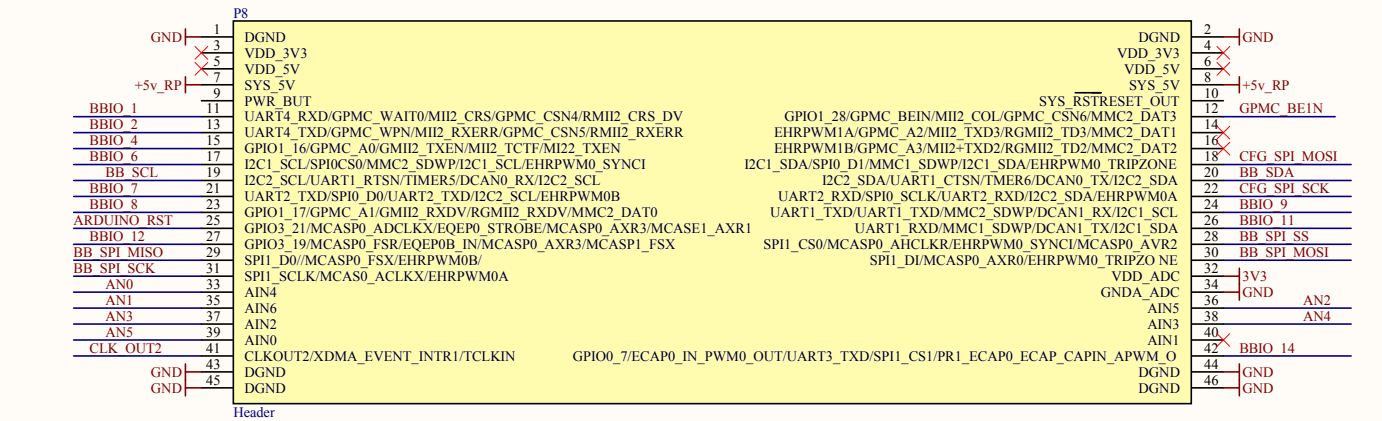 P8
GND 1 DGND DGND 2 GND
3 VDD_3V3 VDD_3V3 4
5 VDD_5V VDD_5V 6
+5v_RP 7 SYS_5V SYS_5V 8 +5v_RP
9 PWR_BUT SYS_RSTRESET_OUT 10
BBIO_1 11 UART4_RXD/GPMC_WAIT0/MII2_CRS/GPMC_CSN4/RMII2_CRS_DV GPIO1_28/GPMC_BEIN/MII2_COL/GPMC_CSN6/MMC2_DAT3 12 GPMC_BE1N
BBIO_2 13 UART4_TXD/GPMC_WPN/MII2_RXERR/GPMC_CSN5/RMII2_RXERR EHRPWM1A/GPMC_A2/MII2_TXD3/RGMII2_TD3/MMC2_DAT1 14
BBIO_4 15 GPIO1_16/GPMC_A0/GMII2_TXEN/MII2_TCTF/MI22_TXEN EHRPWM1B/GPMC_A3/MII2+TXD2/RGMII2_TD2/MMC2_DAT2 16
BBIO_6 17 I2C1_SCL/SPI0CS0/MMC2_SDWP/I2C1_SCL/EHRPWM0_SYNCI I2C1_SDA/SPI0_D1/MMC1_SDWP/I2C1_SDA/EHRPWM0_TRIPZONE 18 CFG_SPI_MOSI
BB_SCL 19 I2C2_SCL/UART1_RTSN/TIMER5/DCAN0_RX/I2C2_SCL I2C2_SDA/UART1_CTSN/TMER6/DCAN0_TX/I2C2_SDA 20 BB_SDA
BBIO_7 21 UART2_TXD/SPI0_D0/UART2_TXD/I2C2_SCL/EHRPWM0B UART2_RXD/SPI0_SCLK/UART2_RXD/I2C2_SDA/EHRPWM0A 22 CFG_SPI_SCK
BBIO_8 23 GPIO1_17/GPMC_A1/GMII2_RXDV/RGMII2_RXDV/MMC2_DAT0 UART1_TXD/UART1_TXD/MMC2_SDWP/DCAN1_RX/I2C1_SCL 24 BBIO_9
ARDUINO_RST 25 GPIO3_21/MCASP0_ADCLKX/EQEP0_STROBE/MCASP0_AXR3/MCASE1_AXR1 UART1_RXD/MMC1_SDWP/DCAN1_TX/I2C1_SDA 26 BBIO_11
BBIO_12 27 GPIO3_19/MCASP0_FSR/EQEP0B_IN/MCASP0_AXR3/MCASP1_FSX SPI1_CS0/MCASP0_AHCLKR/EHRPWM0_SYNCI/MCASP0_AVR2 28 BB_SPI_SS
BB_SPI_MISO 29 SPI1_D0//MCASP0_FSX/EHRPWM0B/ SPI1_DI/MCASP0_AXR0/EHRPWM0_TRIPZO NE 30 BB_SPI_MOSI
BB_SPI_SCK 31 SPI1_SCLK/MCAS0_ACLKX/EHRPWM0A VDD_ADC 32 3V3
AN0 33 AIN4 GNDA_ADC 34 GND
AN1 35 AIN6 AIN5 36 AN2
AN3 37 AIN2 AIN3 38 AN4
AN5 39 AIN0 AIN1 40
CLK_OUT2 41 CLKOUT2/XDMA_EVENT_INTR1/TCLKIN GPIO0_7/ECAP0_IN_PWM0_OUT/UART3_TXD/SPI1_CS1/PR1_ECAP0_ECAP_CAPIN_APWM_O 42 BBIO_14
GND 43 DGND DGND 44 GND
GND 45 DGND DGND 46 GND
Header